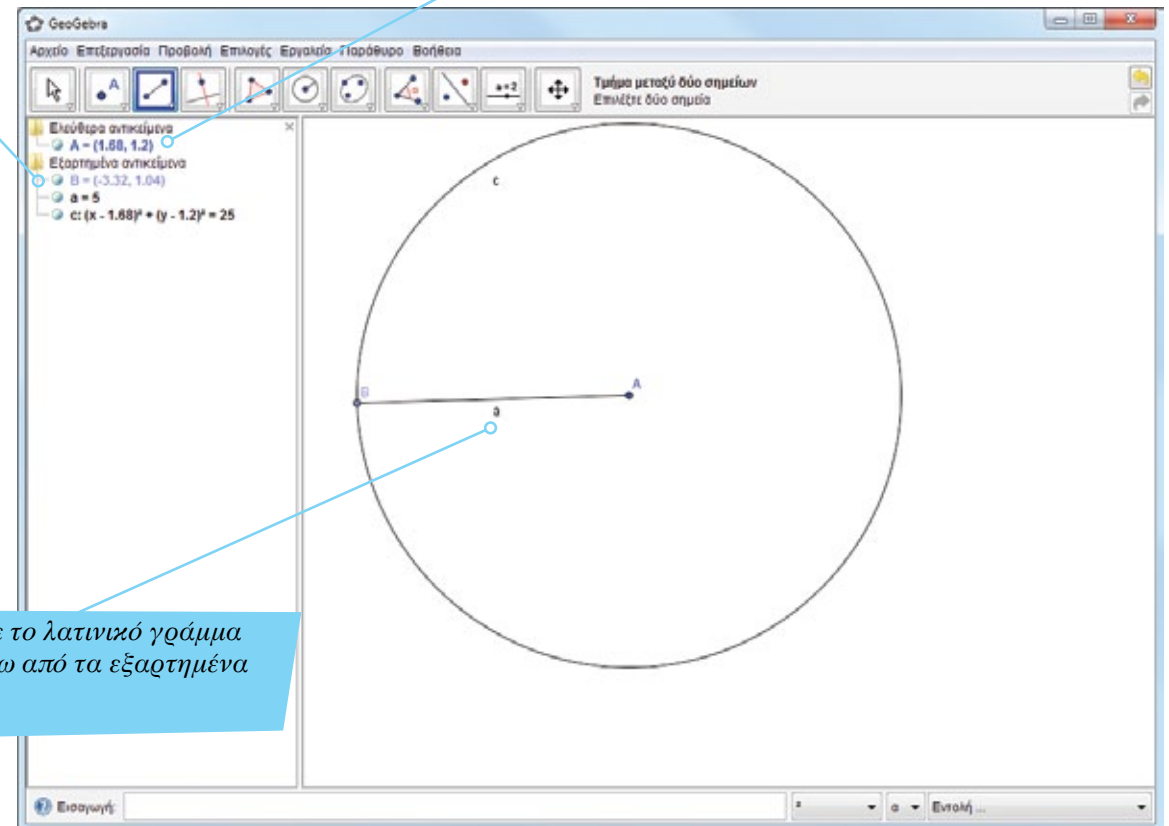 GeoGebra
Αρχείο Επεξεργασία Προβολή Επιλογές Εργαλεία Παράθυρο Βοήθεια
A
a=2
Τμήμα μεταξύ δύο σημείων
Επιλέξτε δύο σημεία
Ελεύθερα αντικείμενα
A = (1.68, 1.2)
Εξαρτημένα αντικείμενα
B = (-3.32, 1.04)
a = 5
c: (x - 1.68)² + (y - 1.2)² = 25
c
B
A
a
το λατινικό γράμμα
από τα εξαρτημένα
Εισαγωγή:
² α Εντολή ...